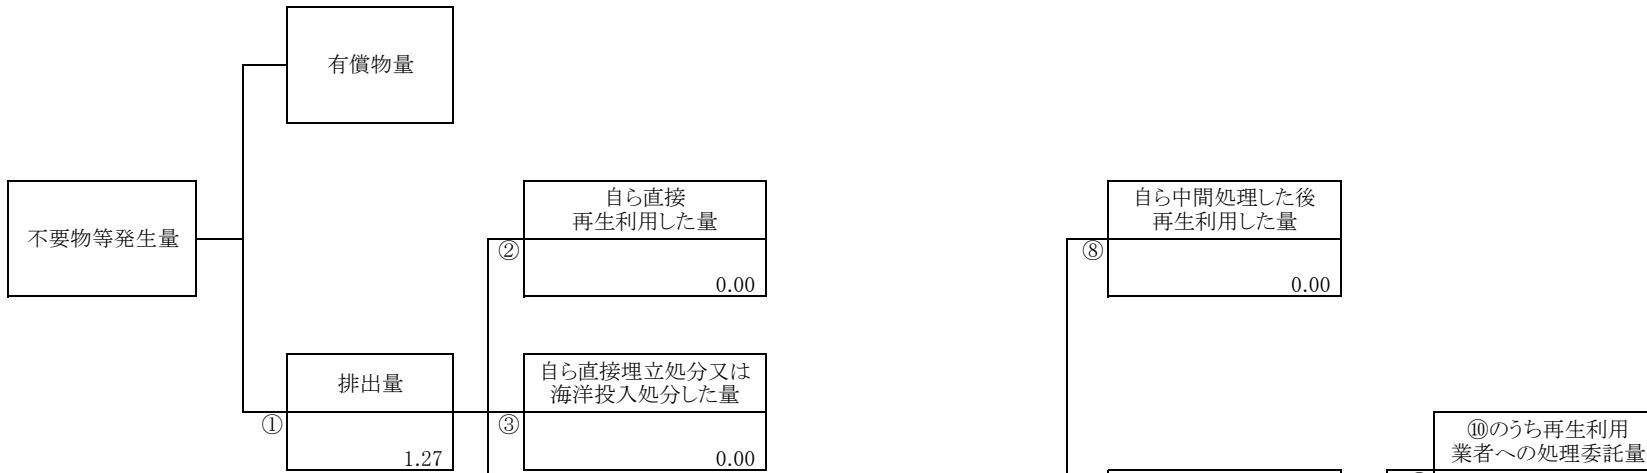 有償物量
不要物等発生量
自ら直接
再生利用した量
②
0.00
自ら中間処理した後
再生利用した量
⑧
0.00
排出量
①
1.27
自ら直接埋立処分又は
海洋投入処分した量
③
0.00
⑩のうち再生利用
業者への処理委託量